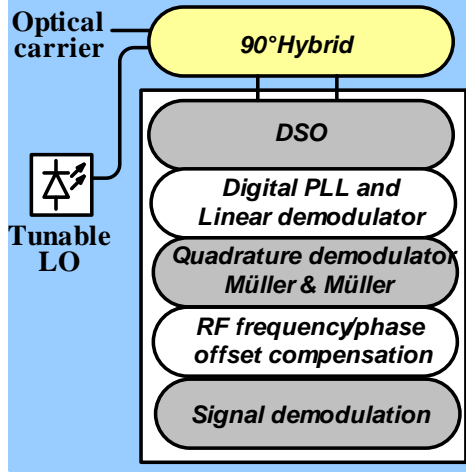 Optical
carrier
90°Hybrid
DSO
Digital PLL and
Linear demodulator
Tunable
LO
Quadrature demodulator
Müller & Müller
RF frequency/phase
offset compensation
Signal demodulation